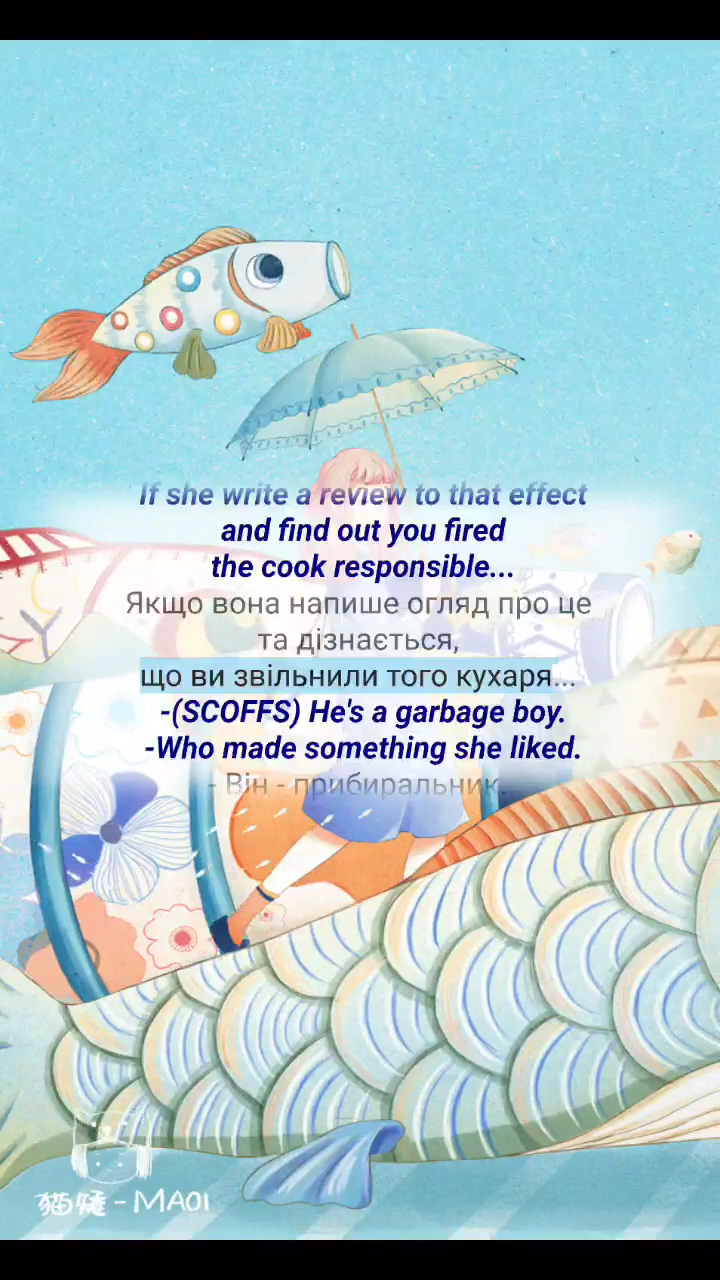 If she write a review to that effect
and find out you fired
the cook responsible...
Якщо вона напише огляд про це
та дізнається,
що ви звільнили того кухаря...
-(SCOFFS) He's a garbage boy.
-Who made something she liked.
- Він - прибиральник.
猫矮 - MAOI